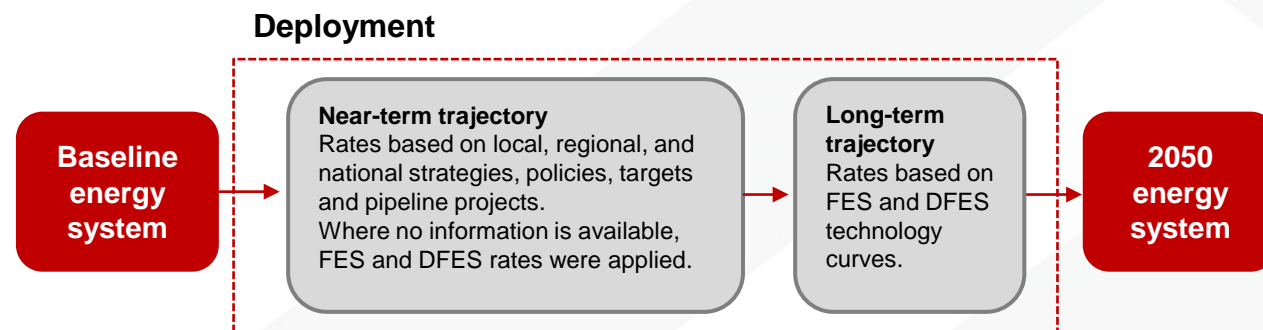 Deployment
Baseline
energy
system
Near-term trajectory
Rates based on local, regional, and
national strategies, policies, targets
and pipeline projects.
Where no information is available,
FES and DFES rates were applied.
Long-term
trajectory
Rates based on
FES and DFES
technology
curves.
2050
energy
system